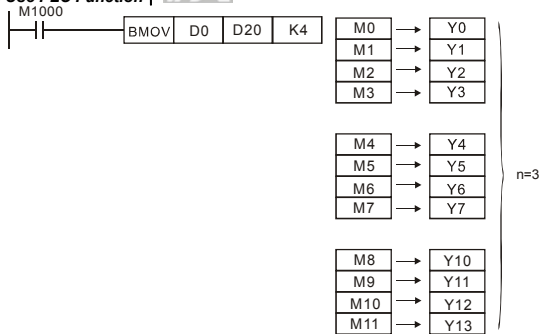 M1000
BMOV D0 D20 K4
M0 → Y0
M1 → Y1
M2 → Y2
M3 → Y3
M4 → Y4
M5 → Y5
M6 → Y6
M7 → Y7
n=3
M8 → Y10
M9 → Y11
M10 → Y12
M11 → Y13